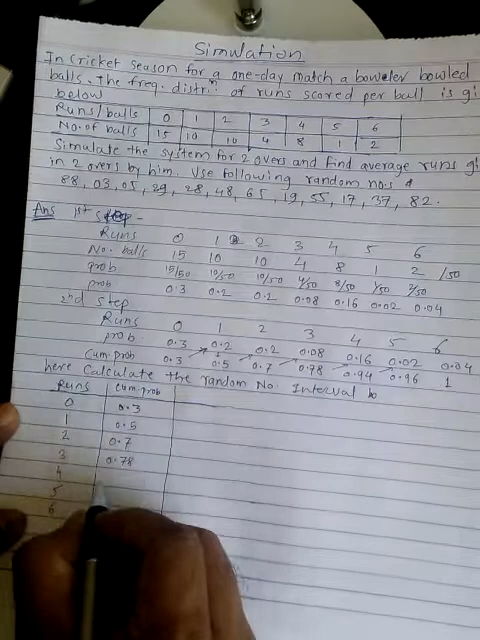 Simulation
In Cricket season for a one-day match a bowler bowled
balls. The freq. distri^n of runs scored per ball is gi
below
Runs/balls 0 1 2 3 4 5 6
No. of balls 15 10 10 4 8 1 2
Simulate the system for 2 overs and find average runs gi
in 2 overs by him. Use following random no.s
88, 03, 05, 29, 28, 48, 65, 19, 55, 17, 37, 82.
Ans 1st step -
Runs 0 1 2 3 4 5 6
No. balls 15 10 10 4 8 1 2 /50
prob 15/50 10/50 10/50 4/50 8/50 1/50 2/50
prob 0.3 0.2 0.2 0.08 0.16 0.02 0.04
2nd step
Runs 0 1 2 3 4 5 6
prob. 0.3 0.2 0.2 0.08 0.16 0.02 0.04
Cum. prob 0.3 0.5 0.7 0.78 0.94 0.96 1
here Calculate the random No. Interval
Runs Cum. prob
0 0.3
1 0.5
2 0.7
3 0.78
4
5
6